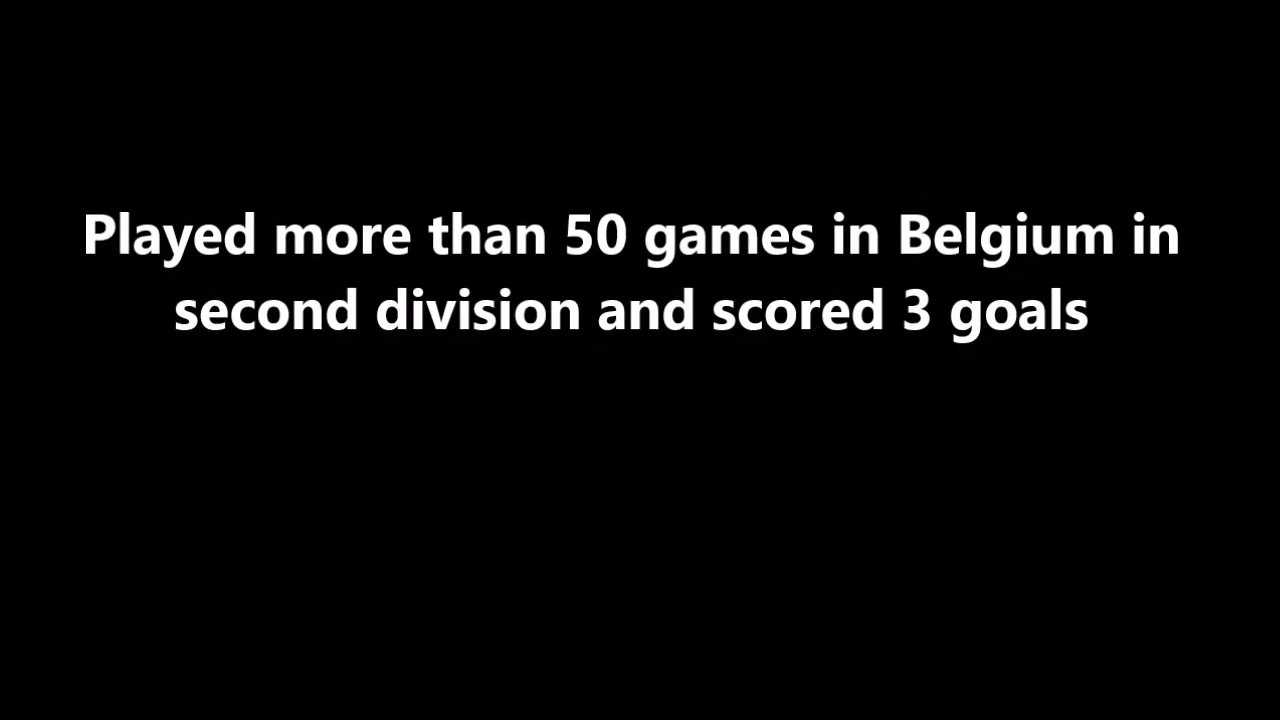 Played more than 50 games in Belgium in
second division and scored 3 goals